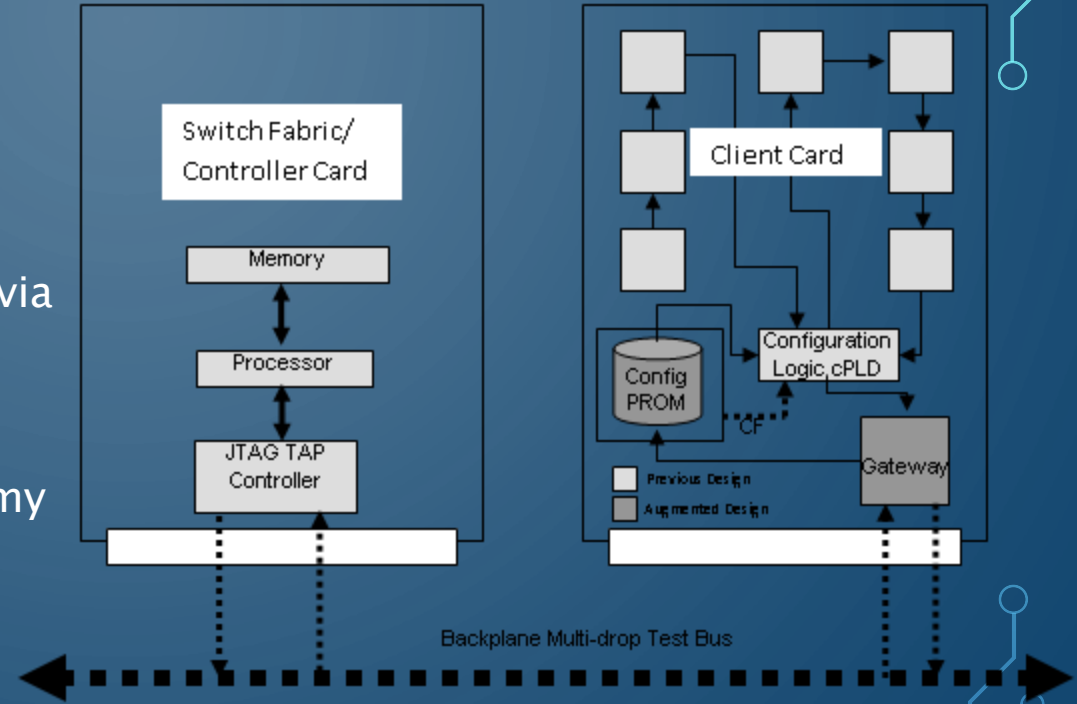 via
my
Switch Fabric/
Controller Card
Memory
Processor
JTAG TAP
Controller
Client Card
Configuration
Logic,cPLD
Config
PROM
CF
Gateway
Previous Design
Augmented Design
Backplane Multi-drop Test Bus